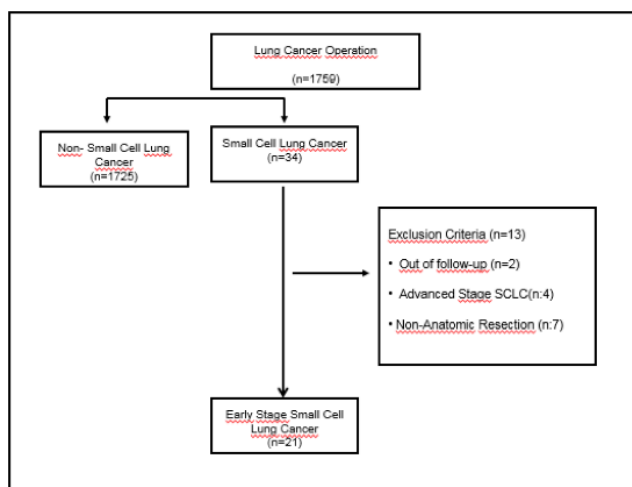 Lung Cancer Operation
(n=1759)
Non- Small Cell Lung
Cancer
(n=1725)
Small Cell Lung Cancer
(n=34)
Exclusion Criteria (n=13)
• Out of follow-up (n=2)
• Advanced Stage SCLC(n:4)
• Non-Anatomic Resection (n:7)
Early Stage Small Cell
Lung Cancer
(n=21)